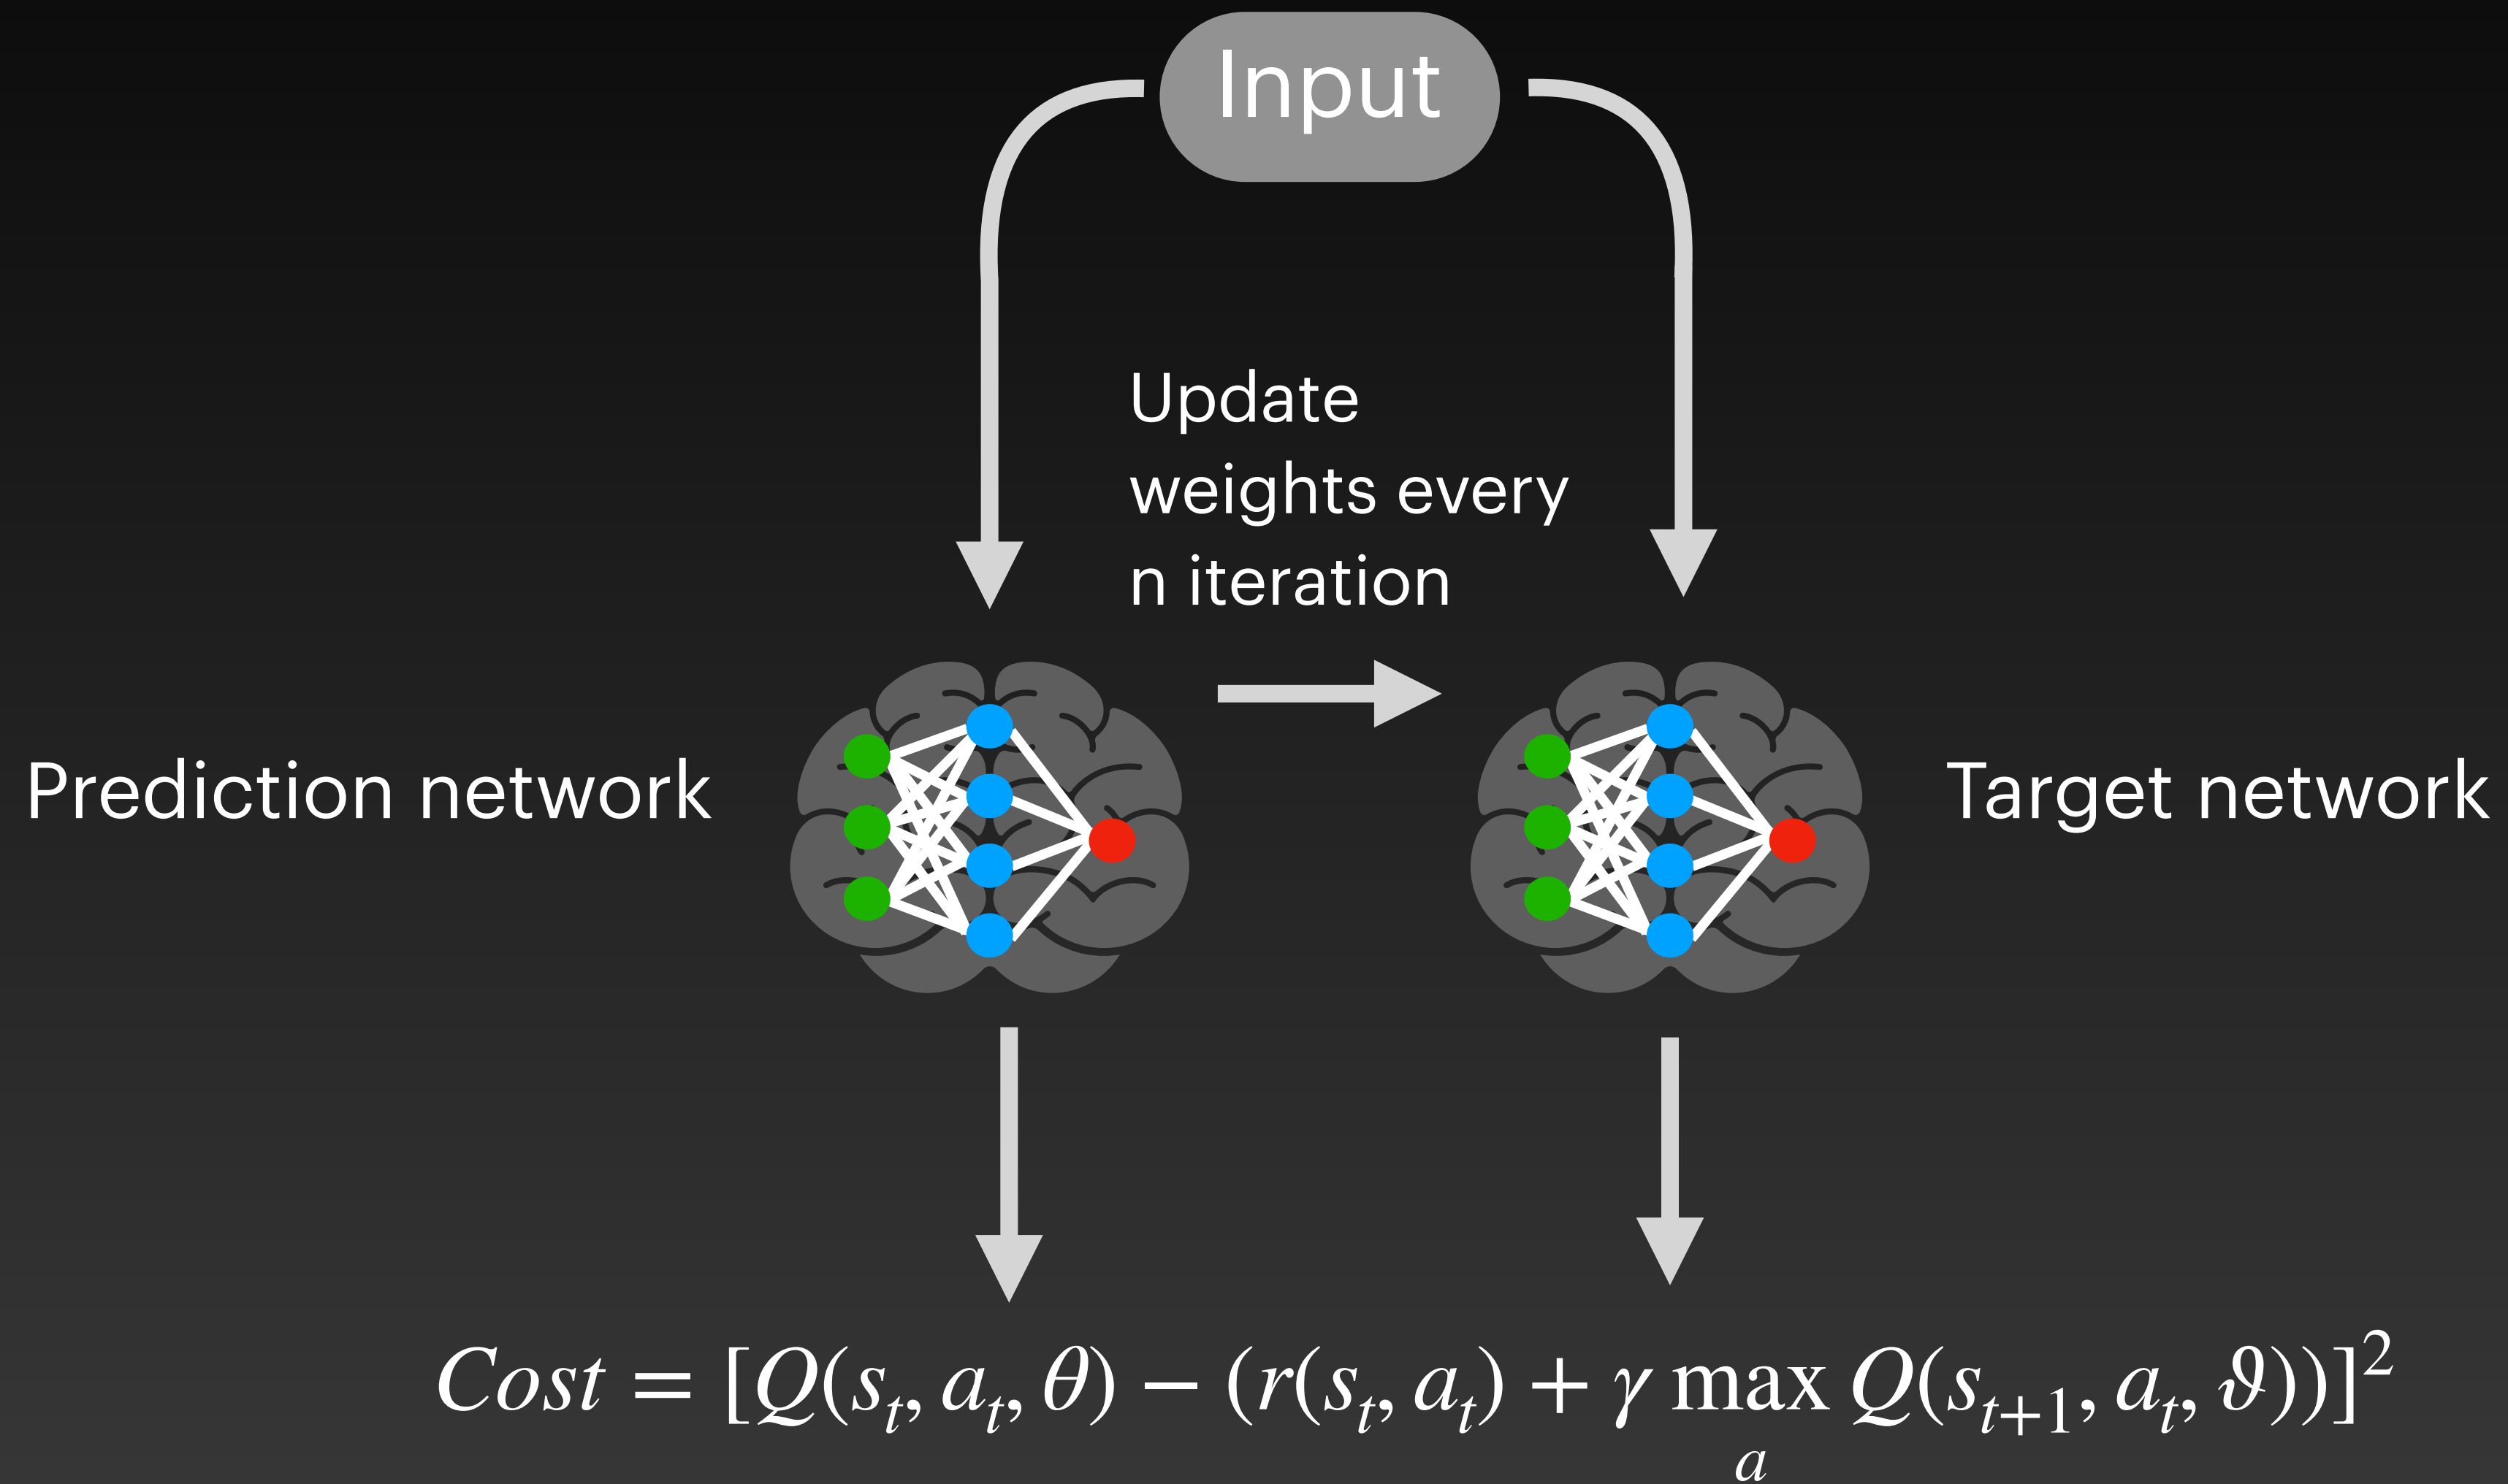 Input
Update
weights every
n iteration
Prediction network
Target network
Cost = [Q(s_t, a_t, θ) − (r(s_t, a_t) + γ max_a Q(s_{t+1}, a_t, ϑ))]^2